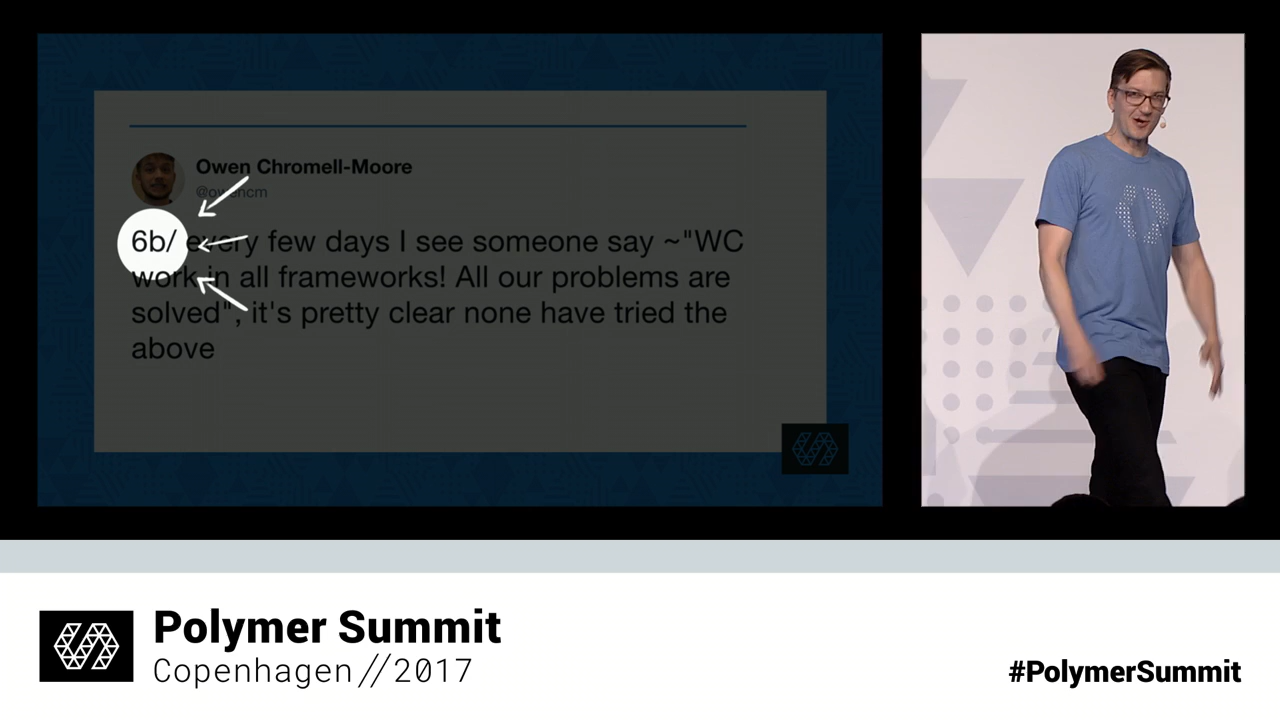 Owen Chromell-Moore
@owencm
6b/ every few days I see someone say ~"WC
work in all frameworks! All our problems are
solved", it's pretty clear none have tried the
above
Polymer Summit
Copenhagen//2017
#PolymerSummit